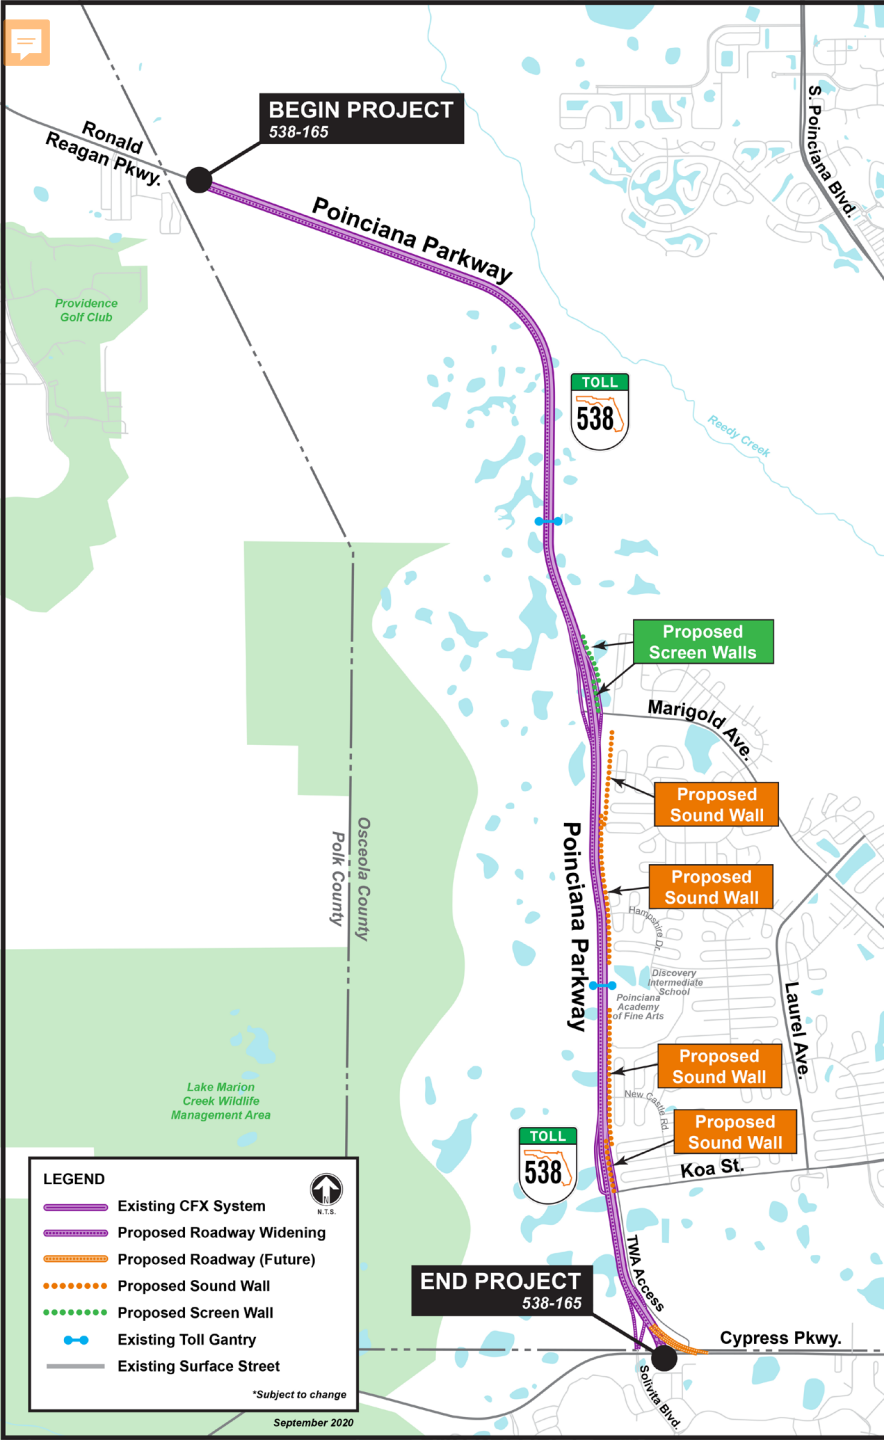 BEGIN PROJECT
538-165
Ronald
Reagan Pkwy.
S. Poinciana Blvd.
Poinciana Parkway
Providence
Golf Club
TOLL
538
Reedy Creek
Proposed
Screen Walls
Marigold Ave.
Proposed
Sound Wall
Osceola County
Polk County
Poinciana Parkway
Proposed
Sound Wall
Hampshire Dr.
Discovery
Intermediate
School
Poinciana
Academy
of Fine Arts
Laurel Ave.
Proposed
Sound Wall
Lake Marion
Creek Wildlife
Management Area
New Castle Rd.
Proposed
Sound Wall
TOLL
538
Koa St.
LEGEND
N
N.T.S.
Existing CFX System
Proposed Roadway Widening
Proposed Roadway (Future)
Proposed Sound Wall
Proposed Screen Wall
Existing Toll Gantry
Existing Surface Street
*Subject to change
September 2020
TWA Access
END PROJECT
538-165
Cypress Pkwy.
Solivita Blvd.